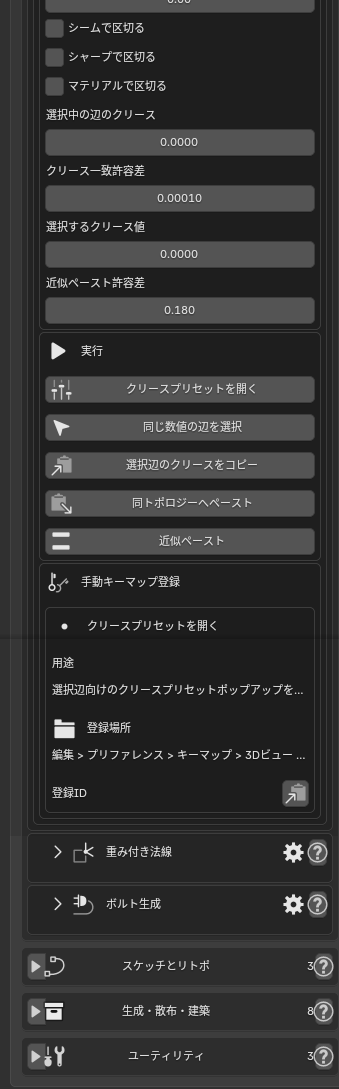 シームで区切る
シャープで区切る
マテリアルで区切る
選択中の辺のクリース
0.0000
クリース一致許容差
0.00010
選択するクリース値
0.0000
近似ペースト許容差
0.180
実行
クリースプリセットを開く
同じ数値の辺を選択
選択辺のクリースをコピー
同トポロジーへペースト
近似ペースト
手動キーマップ登録
クリースプリセットを開く
用途
選択辺向けのクリースプリセットポップアップを...
登録場所
編集 > プリファレンス > キーマップ > 3Dビュー ...
登録ID
重み付き法線
ボルト生成
スケッチとリトポ 3
生成・散布・建築 8
ユーティリティ 3